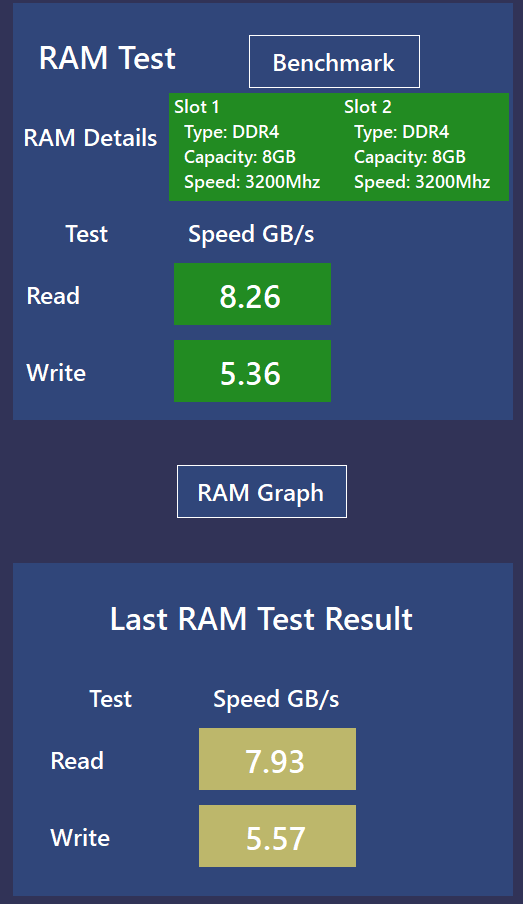 RAM Test
Benchmark
RAM Details
Slot 1
Type: DDR4
Capacity: 8GB
Speed: 3200Mhz
Slot 2
Type: DDR4
Capacity: 8GB
Speed: 3200Mhz
Test Speed GB/s
Read 8.26
Write 5.36
RAM Graph
Last RAM Test Result
Test Speed GB/s
Read 7.93
Write 5.57